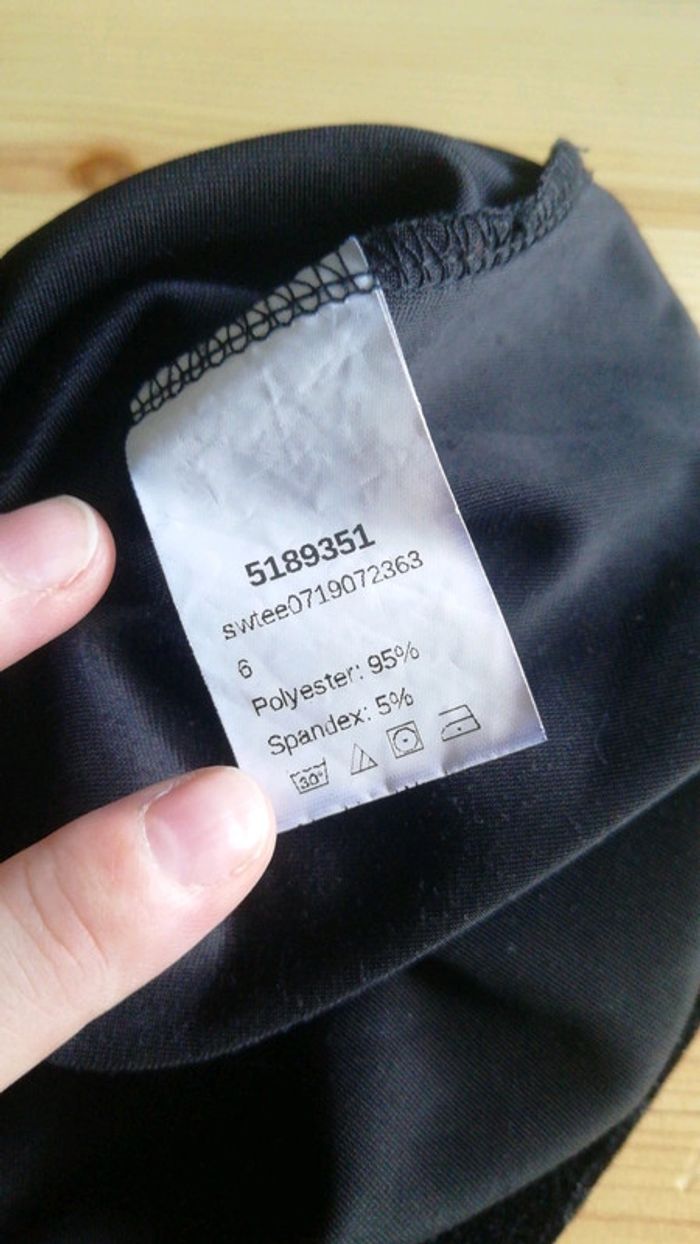 5189351
swtee0719072363
6
Polyester: 95%
Spandex: 5%
30°